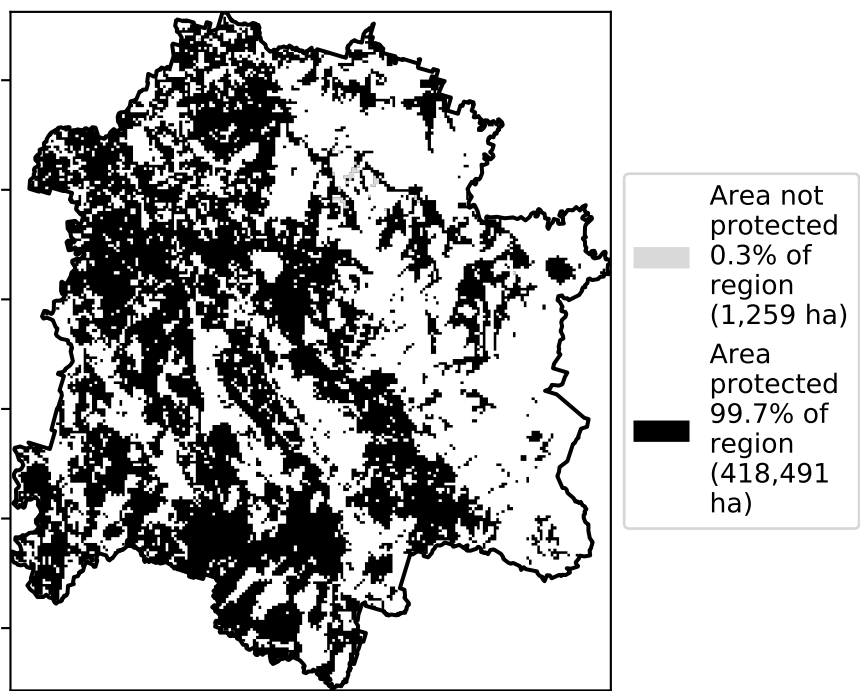 Area not
protected
0.3% of
region
(1,259 ha)
Area
protected
99.7% of
region
(418,491
ha)